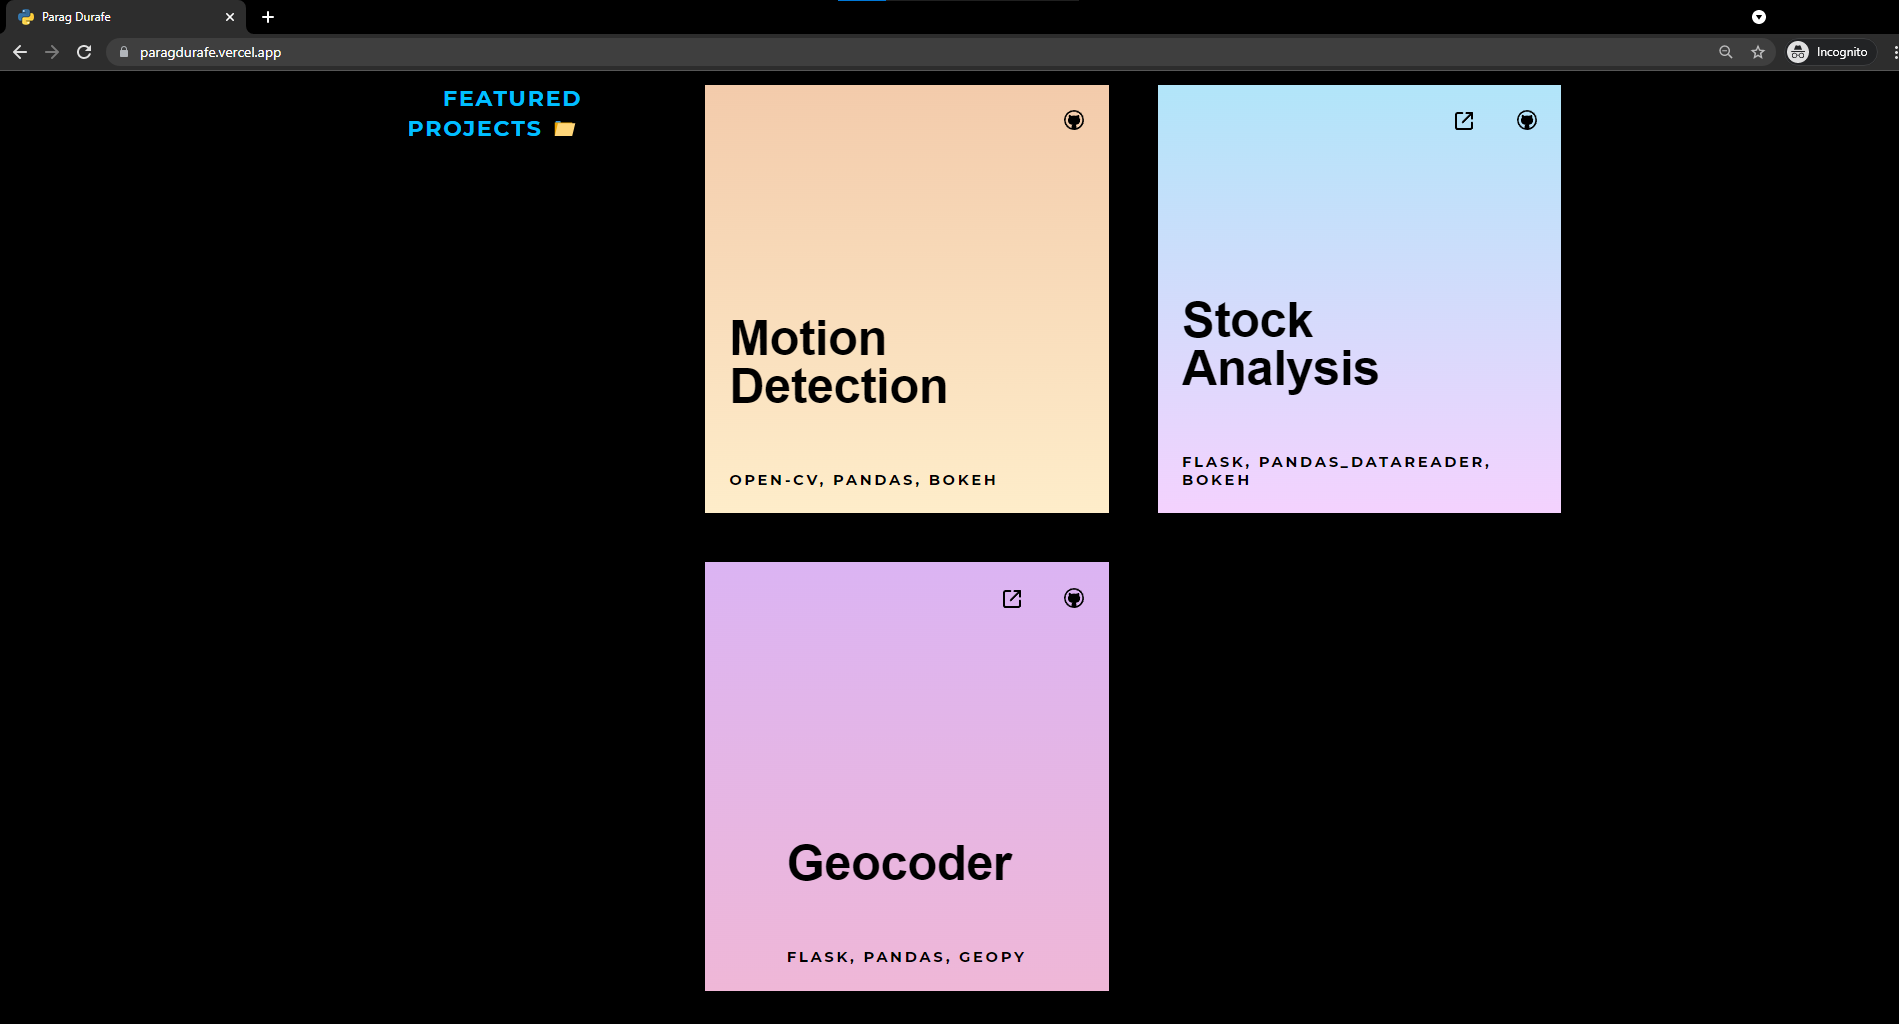 Parag Durafe
paragdurafe.vercel.app
Incognito
FEATURED
PROJECTS
Motion
Detection
OPEN-CV, PANDAS, BOKEH
Stock
Analysis
FLASK, PANDAS_DATAREADER,
BOKEH
Geocoder
FLASK, PANDAS, GEOPY